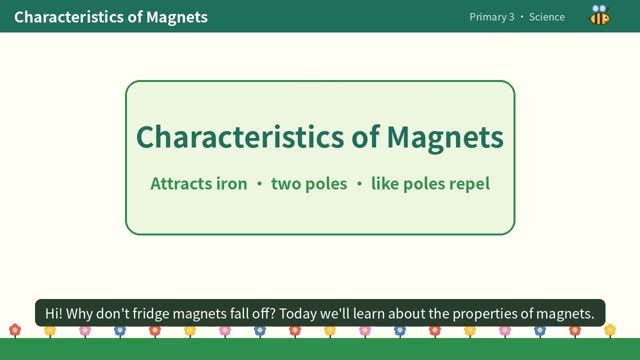 Characteristics of Magnets
Primary 3 • Science
Characteristics of Magnets
Attracts iron • two poles • like poles repel
Hi! Why don't fridge magnets fall off? Today we'll learn about the properties of magnets.